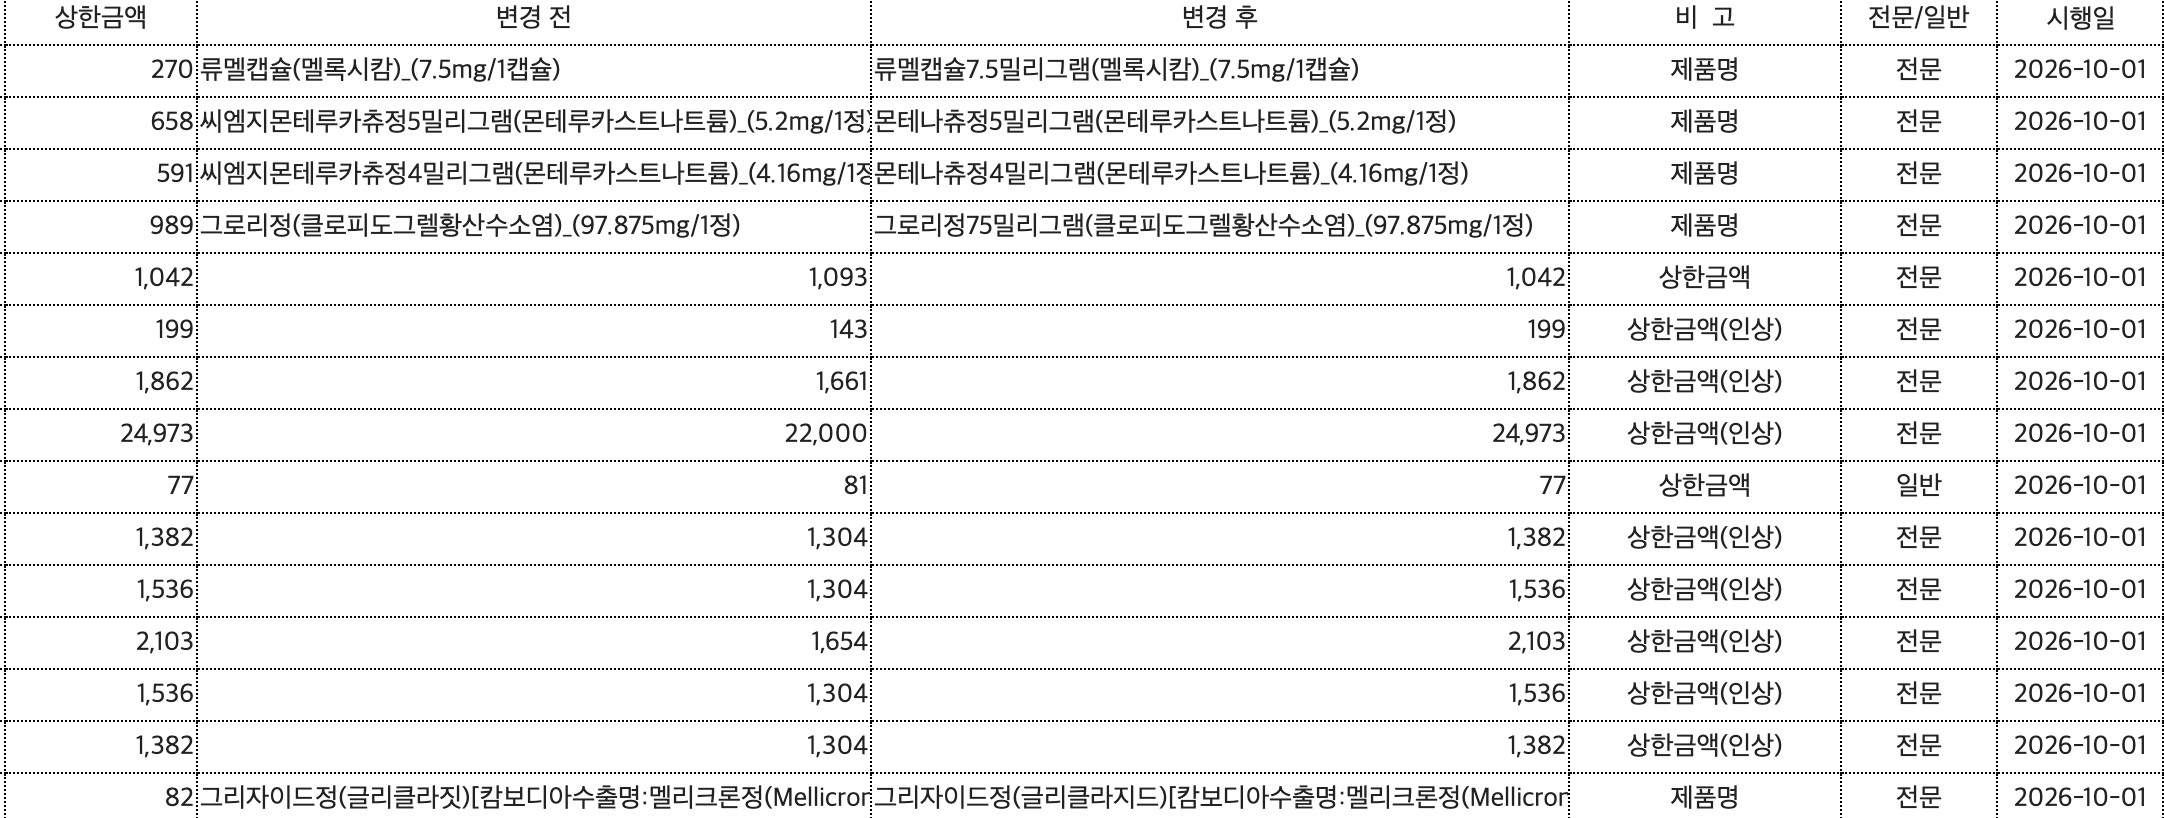 상한금액 변경 전 변경 후 비 고 전문/일반 시행일
270 류멜캡슐(멜록시캄)_(7.5mg/1캡슐) 류멜캡슐7.5밀리그램(멜록시캄)_(7.5mg/1캡슐) 제품명 전문 2026-10-01
658 씨엠지몬테루카츄정5밀리그램(몬테루카스트나트륨)_(5.2mg/1정) 몬테나츄정5밀리그램(몬테루카스트나트륨)_(5.2mg/1정) 제품명 전문 2026-10-01
591 씨엠지몬테루카츄정4밀리그램(몬테루카스트나트륨)_(4.16mg/1정 몬테나츄정4밀리그램(몬테루카스트나트륨)_(4.16mg/1정) 제품명 전문 2026-10-01
989 그로리정(클로피도그렐황산수소염)_(97.875mg/1정) 그로리정75밀리그램(클로피도그렐황산수소염)_(97.875mg/1정) 제품명 전문 2026-10-01
1,042 1,093 1,042 상한금액 전문 2026-10-01
199 143 199 상한금액(인상) 전문 2026-10-01
1,862 1,661 1,862 상한금액(인상) 전문 2026-10-01
24,973 22,000 24,973 상한금액(인상) 전문 2026-10-01
77 81 77 상한금액 일반 2026-10-01
1,382 1,304 1,382 상한금액(인상) 전문 2026-10-01
1,536 1,304 1,536 상한금액(인상) 전문 2026-10-01
2,103 1,654 2,103 상한금액(인상) 전문 2026-10-01
1,536 1,304 1,536 상한금액(인상) 전문 2026-10-01
1,382 1,304 1,382 상한금액(인상) 전문 2026-10-01
82 그리자이드정(글리클라짓)[캄보디아수출명:멜리크론정(Mellicron 그리자이드정(글리클라지드)[캄보디아수출명:멜리크론정(Mellicron 제품명 전문 2026-10-01